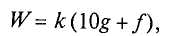 W = k (10g + f),